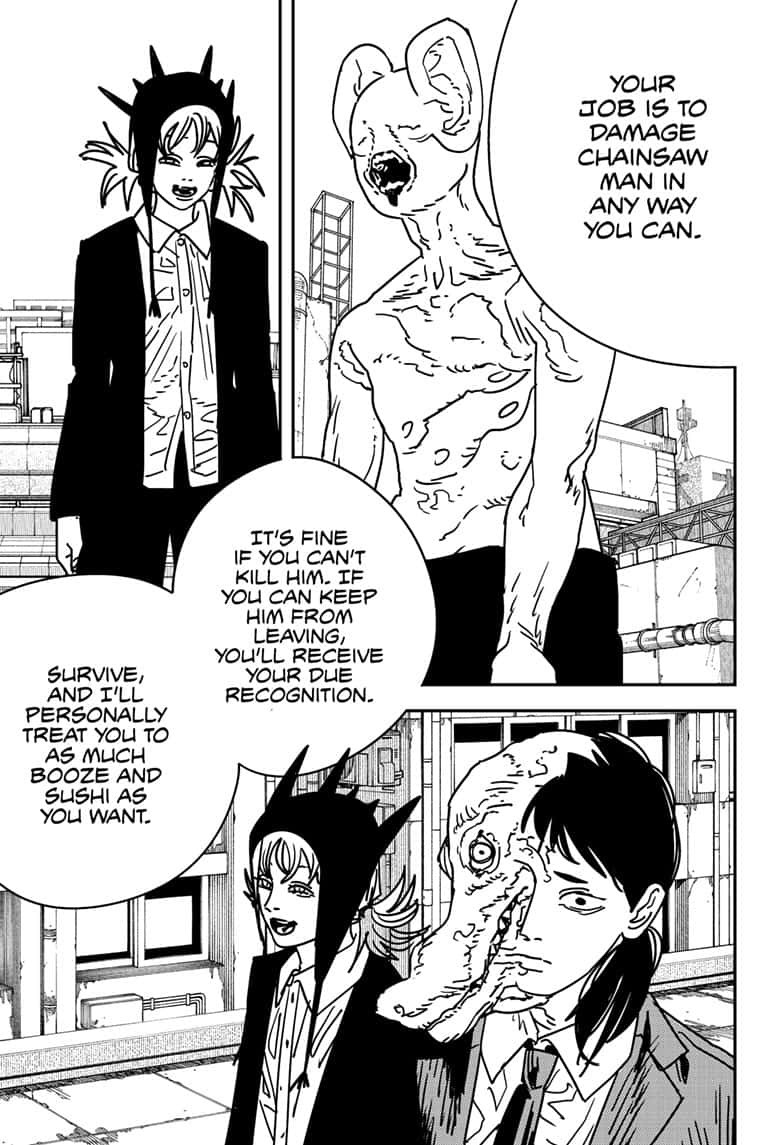 YOUR
JOB IS TO
DAMAGE
CHAINSAW
MAN IN
ANY WAY
YOU CAN.
IT'S FINE
IF YOU CAN'T
KILL HIM. IF
YOU CAN KEEP
HIM FROM
LEAVING,
YOU'LL RECEIVE
YOUR DUE
RECOGNITION.
SURVIVE,
AND I'LL
PERSONALLY
TREAT YOU TO
AS MUCH
BOOZE AND
SUSHI AS
YOU WANT.